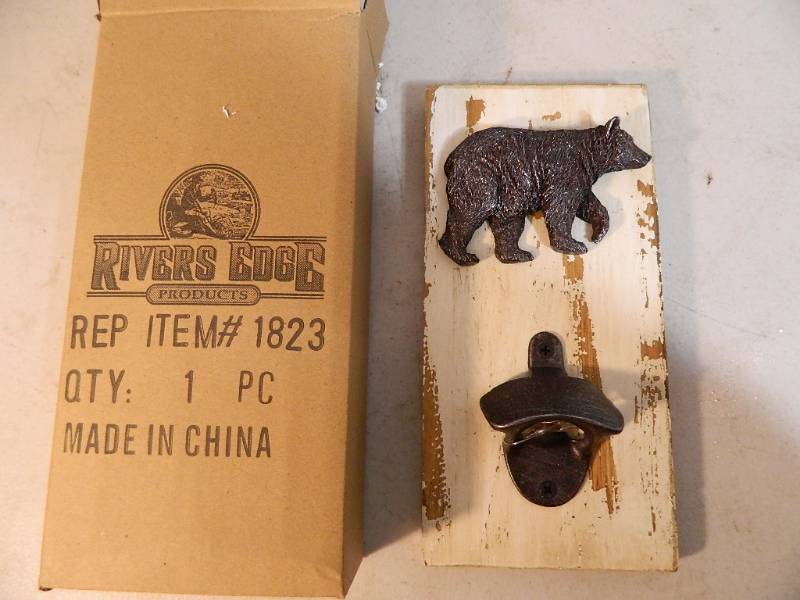 RIVERS EDGE
PRODUCTS
REP ITEM# 1823
QTY: 1 PC
MADE IN CHINA